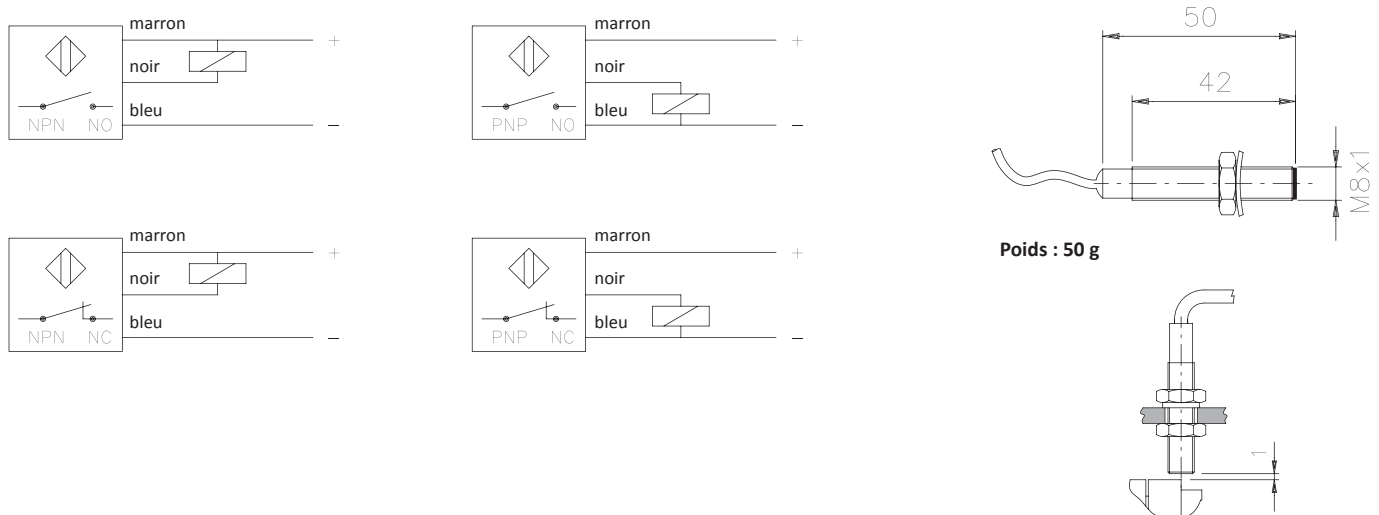 marron
+
noir
bleu
NPN NO
−
marron
+
noir
bleu
PNP NO
−
marron
+
noir
bleu
NPN NC
−
marron
+
noir
bleu
PNP NC
−
50
42
M8x1
Poids : 50 g
1